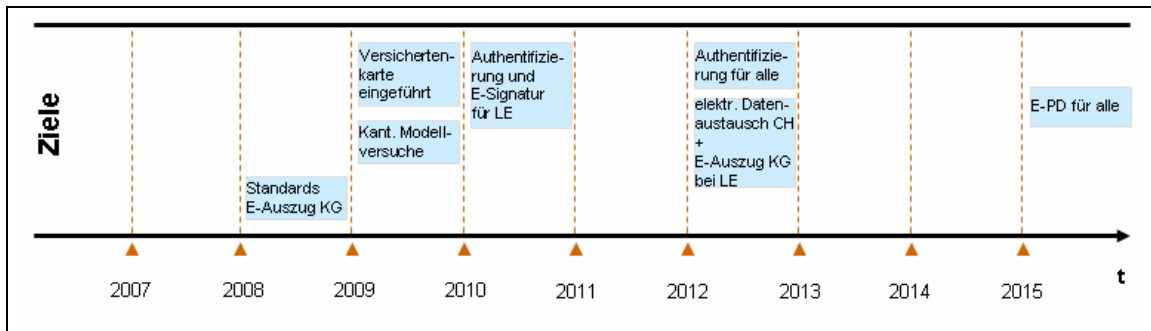 Ziele
Versicherten-
karte
eingeführt
Kant. Modell-
versuche
Standards
E-Auszug KG
Authentifizie-
rung und
E-Signatur
für LE
Authentifizie-
rung für alle
elektr. Daten-
austausch CH
+
E-Auszug KG
bei LE
E-PD für alle
t
2007
2008
2009
2010
2011
2012
2013
2014
2015